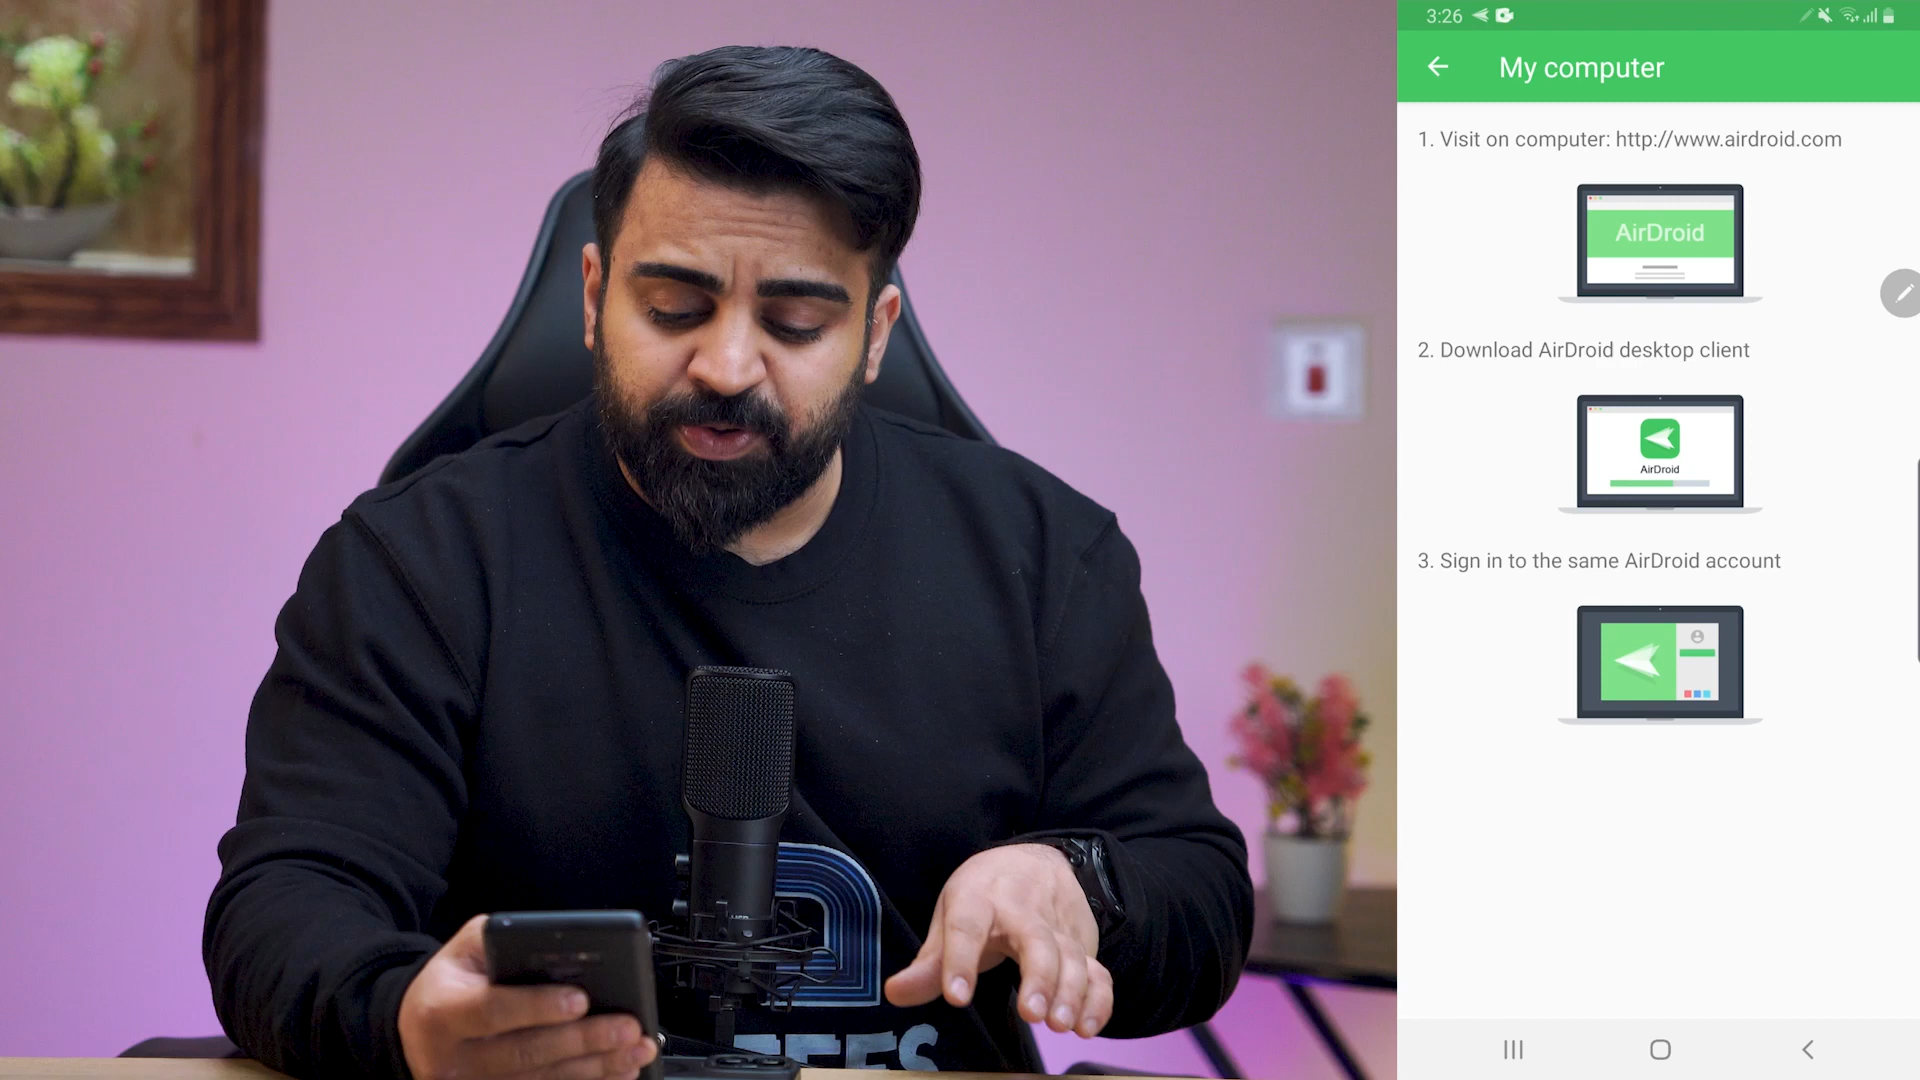 3:26
My computer
1. Visit on computer: http://www.airdroid.com
AirDroid
2. Download AirDroid desktop client
AirDroid
3. Sign in to the same AirDroid account